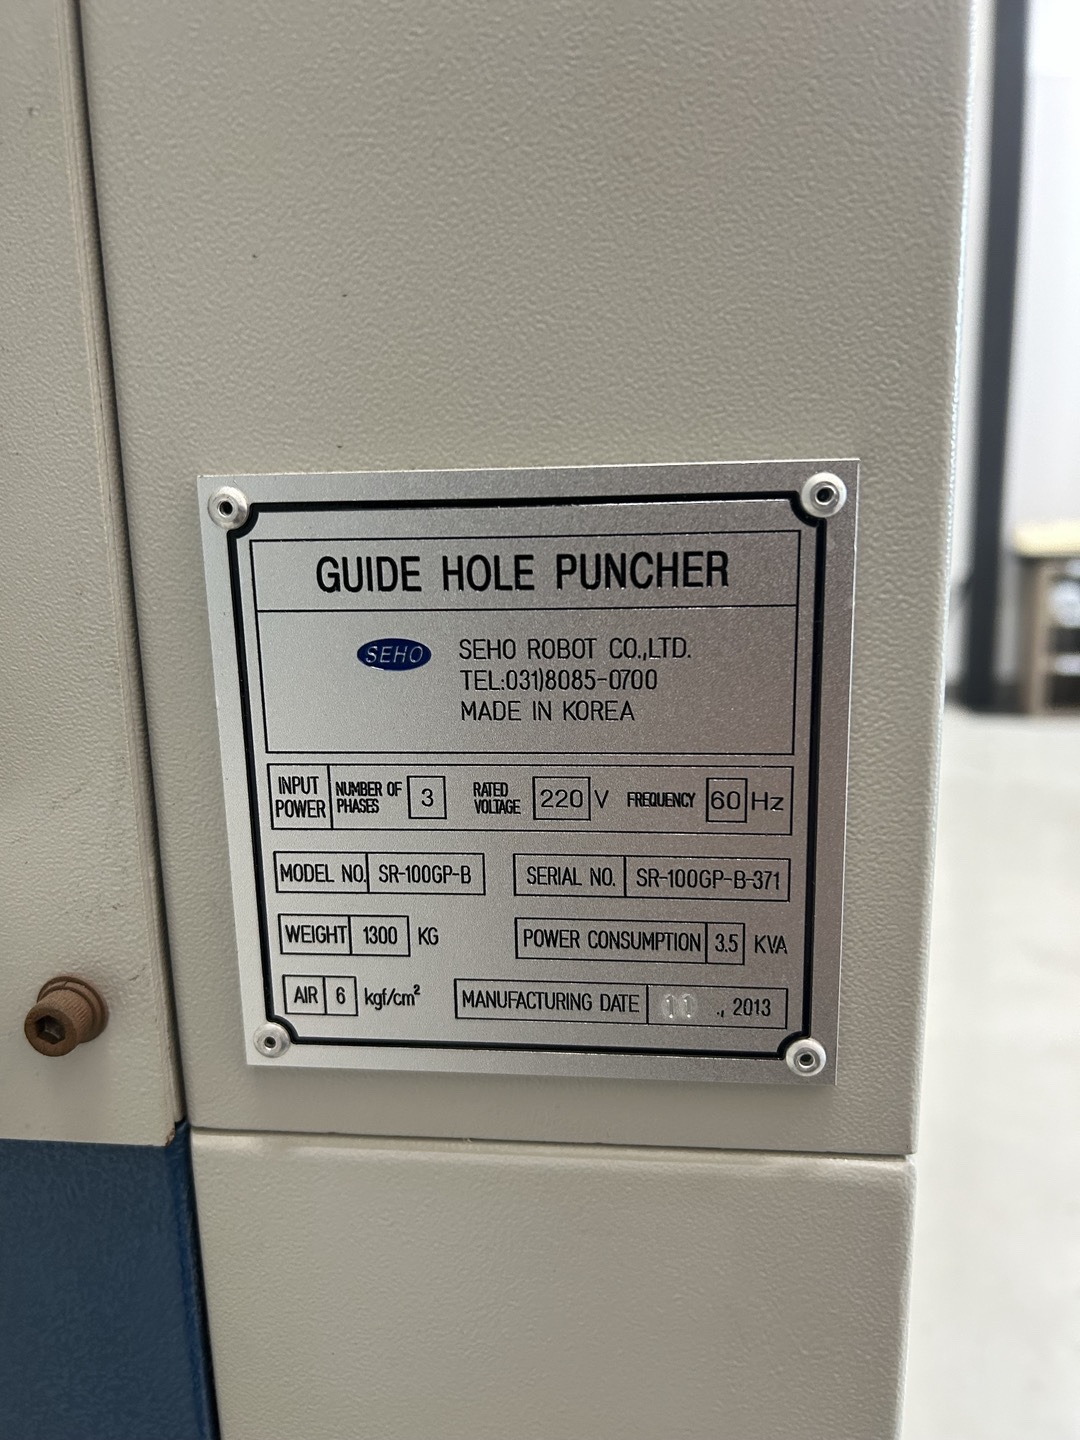 GUIDE HOLE PUNCHER
SEHO SEHO ROBOT CO.,LTD.
TEL:031)8085-0700
MADE IN KOREA
INPUT POWER NUMBER OF PHASES 3 RATED VOLTAGE 220 V FREQUENCY 60 Hz
MODEL NO. SR-100GP-B SERIAL NO. SR-100GP-B-371
WEIGHT 1300 KG POWER CONSUMPTION 3.5 KVA
AIR 6 kgf/cm² MANUFACTURING DATE 11 ., 2013